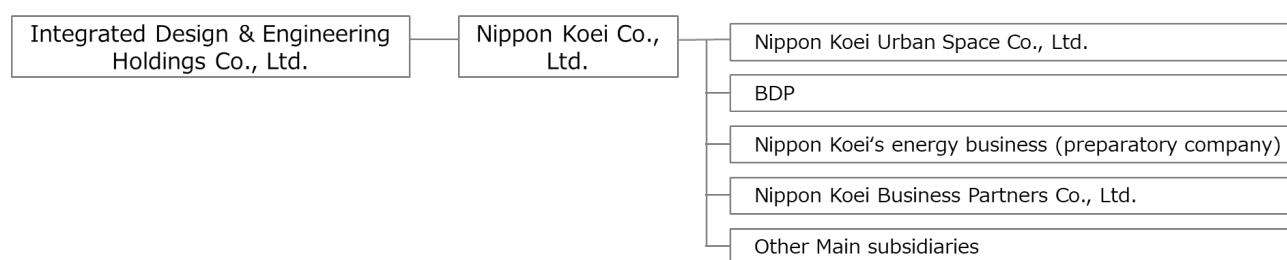 Integrated Design & Engineering
Holdings Co., Ltd.
Nippon Koei Co.,
Ltd.
Nippon Koei Urban Space Co., Ltd.
BDP
Nippon Koei‘s energy business (preparatory company)
Nippon Koei Business Partners Co., Ltd.
Other Main subsidiaries